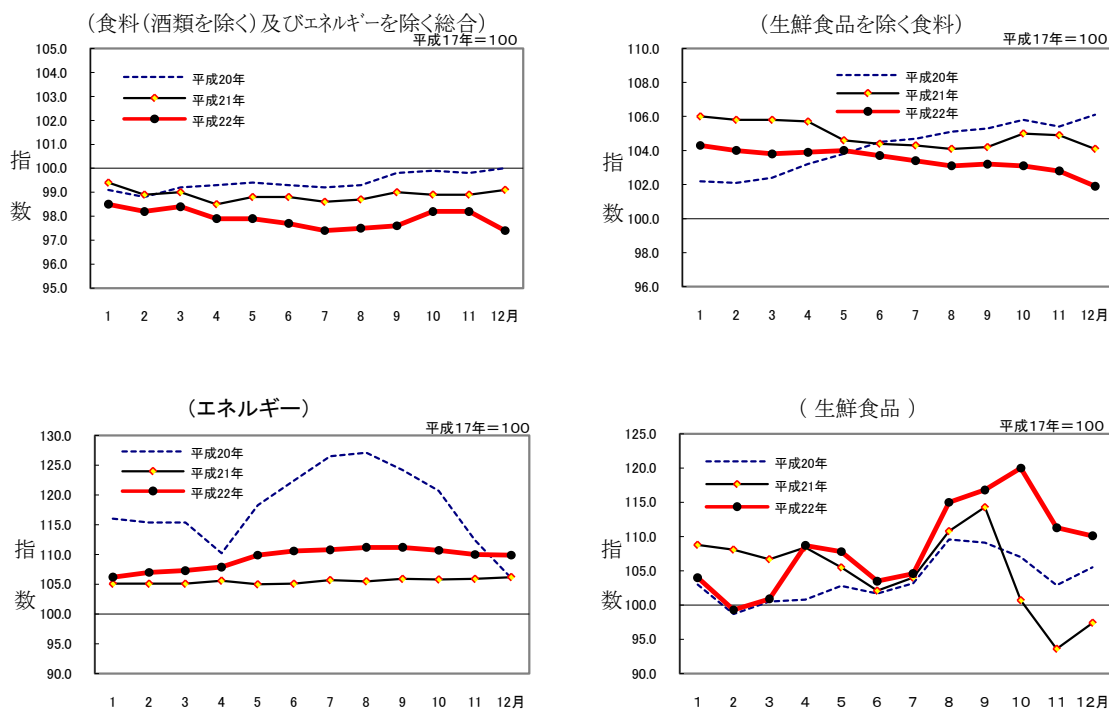 (食料(酒類を除く)及びエネルギーを除く総合)
平成17年=100
105.0
104.0
103.0
102.0
101.0
100.0
99.0
98.0
97.0
96.0
95.0
指
数
平成20年
平成21年
平成22年
1 2 3 4 5 6 7 8 9 10 11 12月
(生鮮食品を除く食料)
平成17年=100
110.0
108.0
106.0
104.0
102.0
100.0
98.0
96.0
指
数
平成20年
平成21年
平成22年
1 2 3 4 5 6 7 8 9 10 11 12月
(エネルギー)
平成17年=100
130.0
125.0
120.0
115.0
110.0
105.0
100.0
95.0
90.0
指
数
平成20年
平成21年
平成22年
1 2 3 4 5 6 7 8 9 10 11 12月
( 生鮮食品 )
平成17年=100
125.0
120.0
115.0
110.0
105.0
100.0
95.0
90.0
指
数
平成20年
平成21年
平成22年
1 2 3 4 5 6 7 8 9 10 11 12月